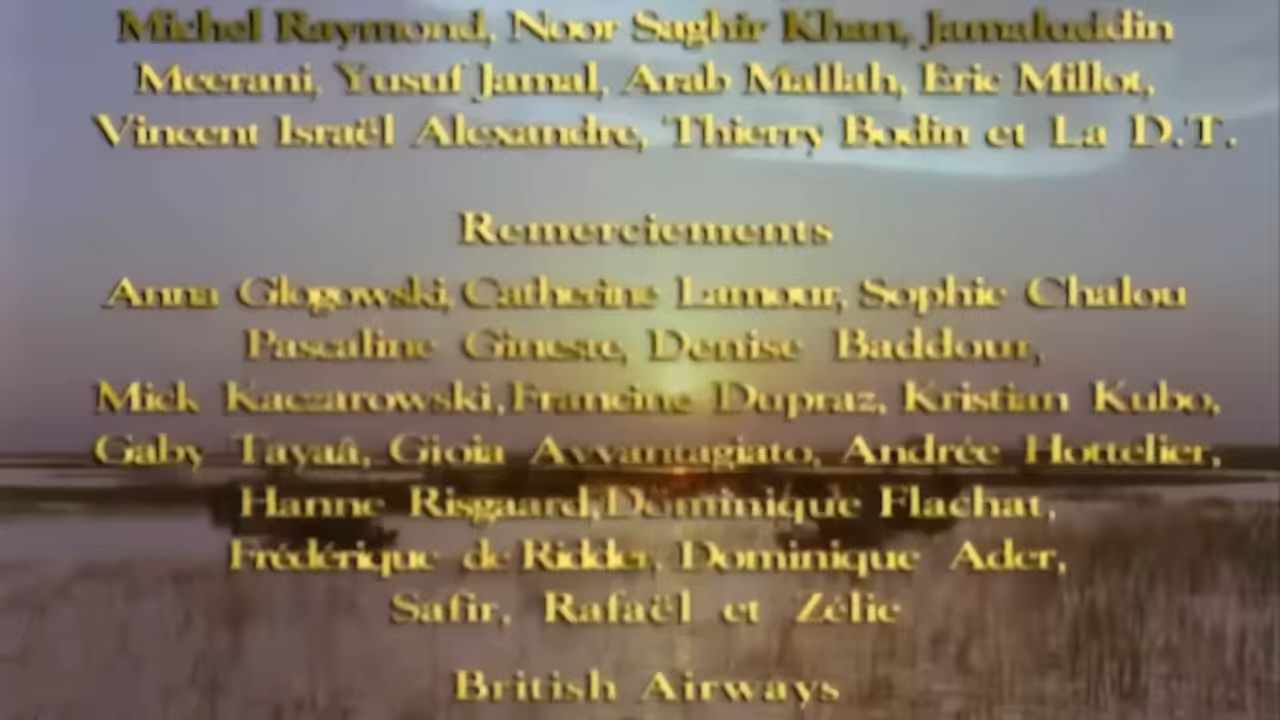 Michel Raymond, Noor Saghir Khan, Jamaluddin
Meerani, Yusuf Jamal, Arab Mallah, Eric Millot,
Vincent Israël Alexandre, Thierry Bodin et La D.T.
Remerciements
Anna Glogowski, Catherine Lamour, Sophie Chalou
Pascaline Gineste, Denise Baddour,
Mick Kaczarowski, Francine Dupraz, Kristian Kubo,
Gaby Tayaâ, Gioia Avvantagiato, Andrée Hottelier,
Hanne Risgaard, Dominique Flachat,
Frédérique de Ridder, Dominique Ader,
Safir, Rafaël et Zélie
British Airways